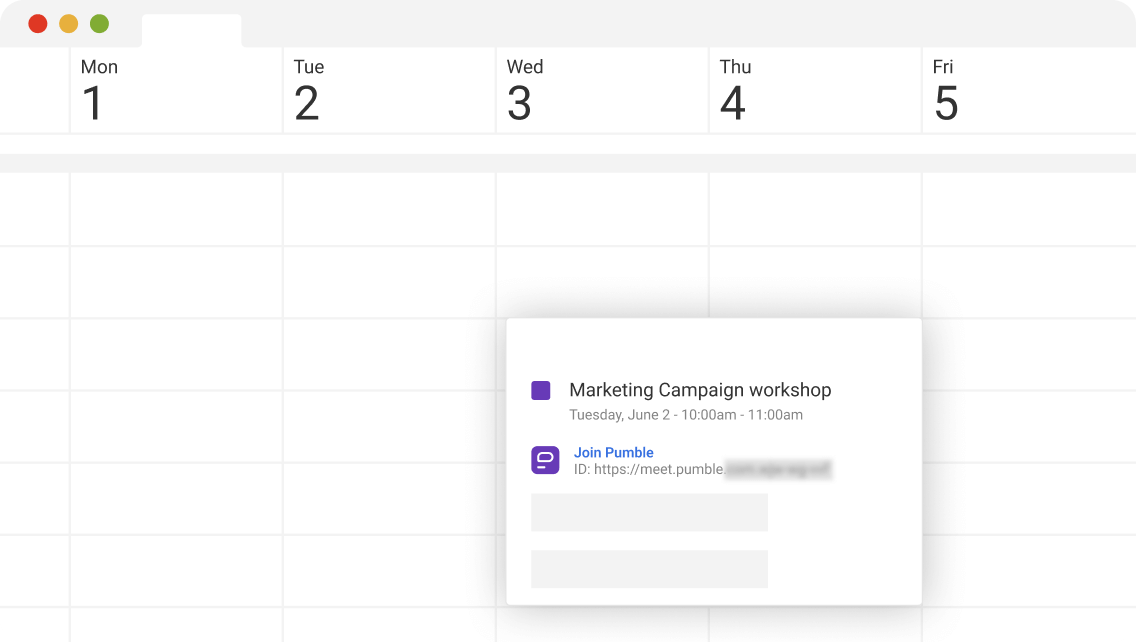 Mon Tue Wed Thu Fri
1 2 3 4 5
Marketing Campaign workshop
Tuesday, June 2 - 10:00am - 11:00am
Join Pumble
ID: https://meet.pumble.